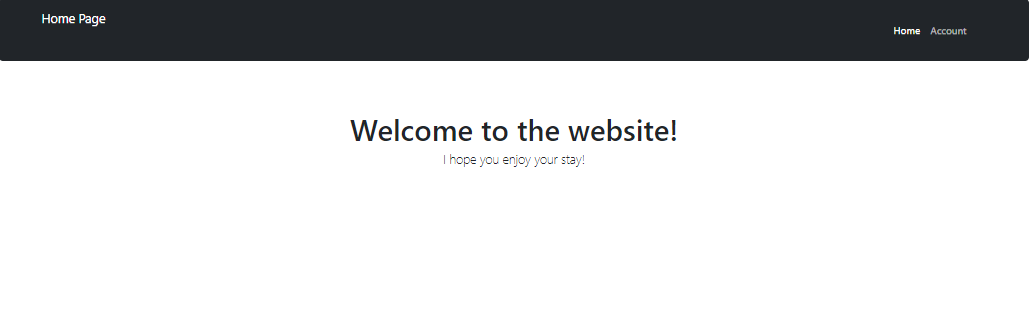 Home Page
Home Account
Welcome to the website!
I hope you enjoy your stay!